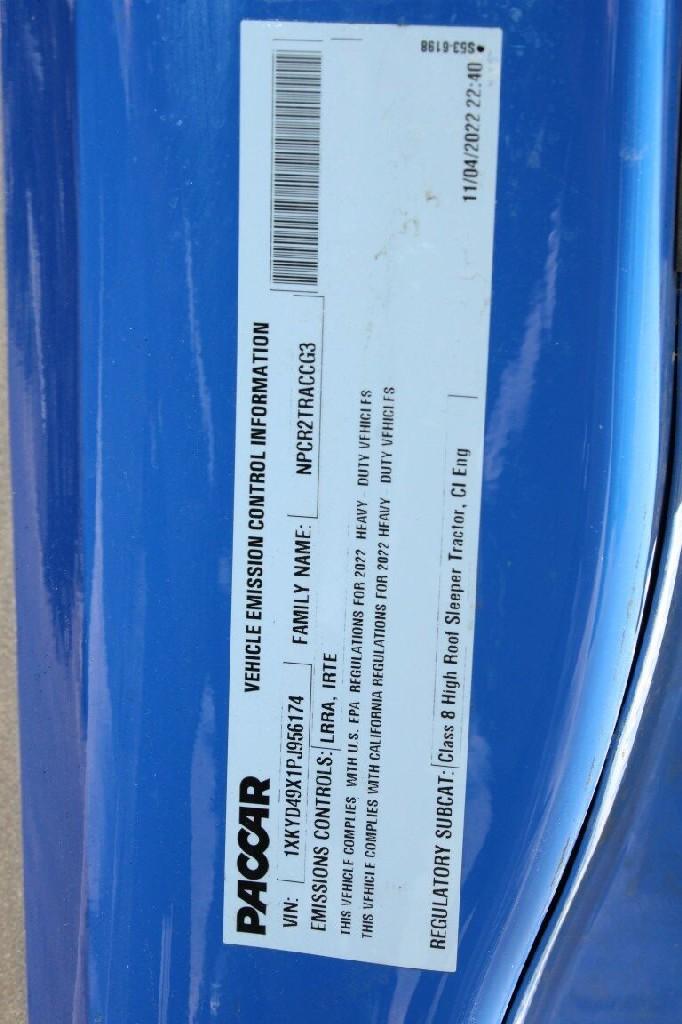 PACCAR
VEHICLE EMISSION CONTROL INFORMATION
VIN: 1XKYD49X1PJ956174 FAMILY NAME: NPCR2TRACCG3
EMISSIONS CONTROLS: LRRA, IRTE
THIS VEHICLE COMPLIES WITH U.S. EPA REGULATIONS FOR 2022 HEAVY - DUTY VEHICLES
THIS VEHICLE COMPLIES WITH CALIFORNIA REGULATIONS FOR 2022 HEAVY - DUTY VEHICLES
REGULATORY SUBCAT: Class 8 High Roof Sleeper Tractor, CI Eng
11/04/2022 22:40
S53-6198